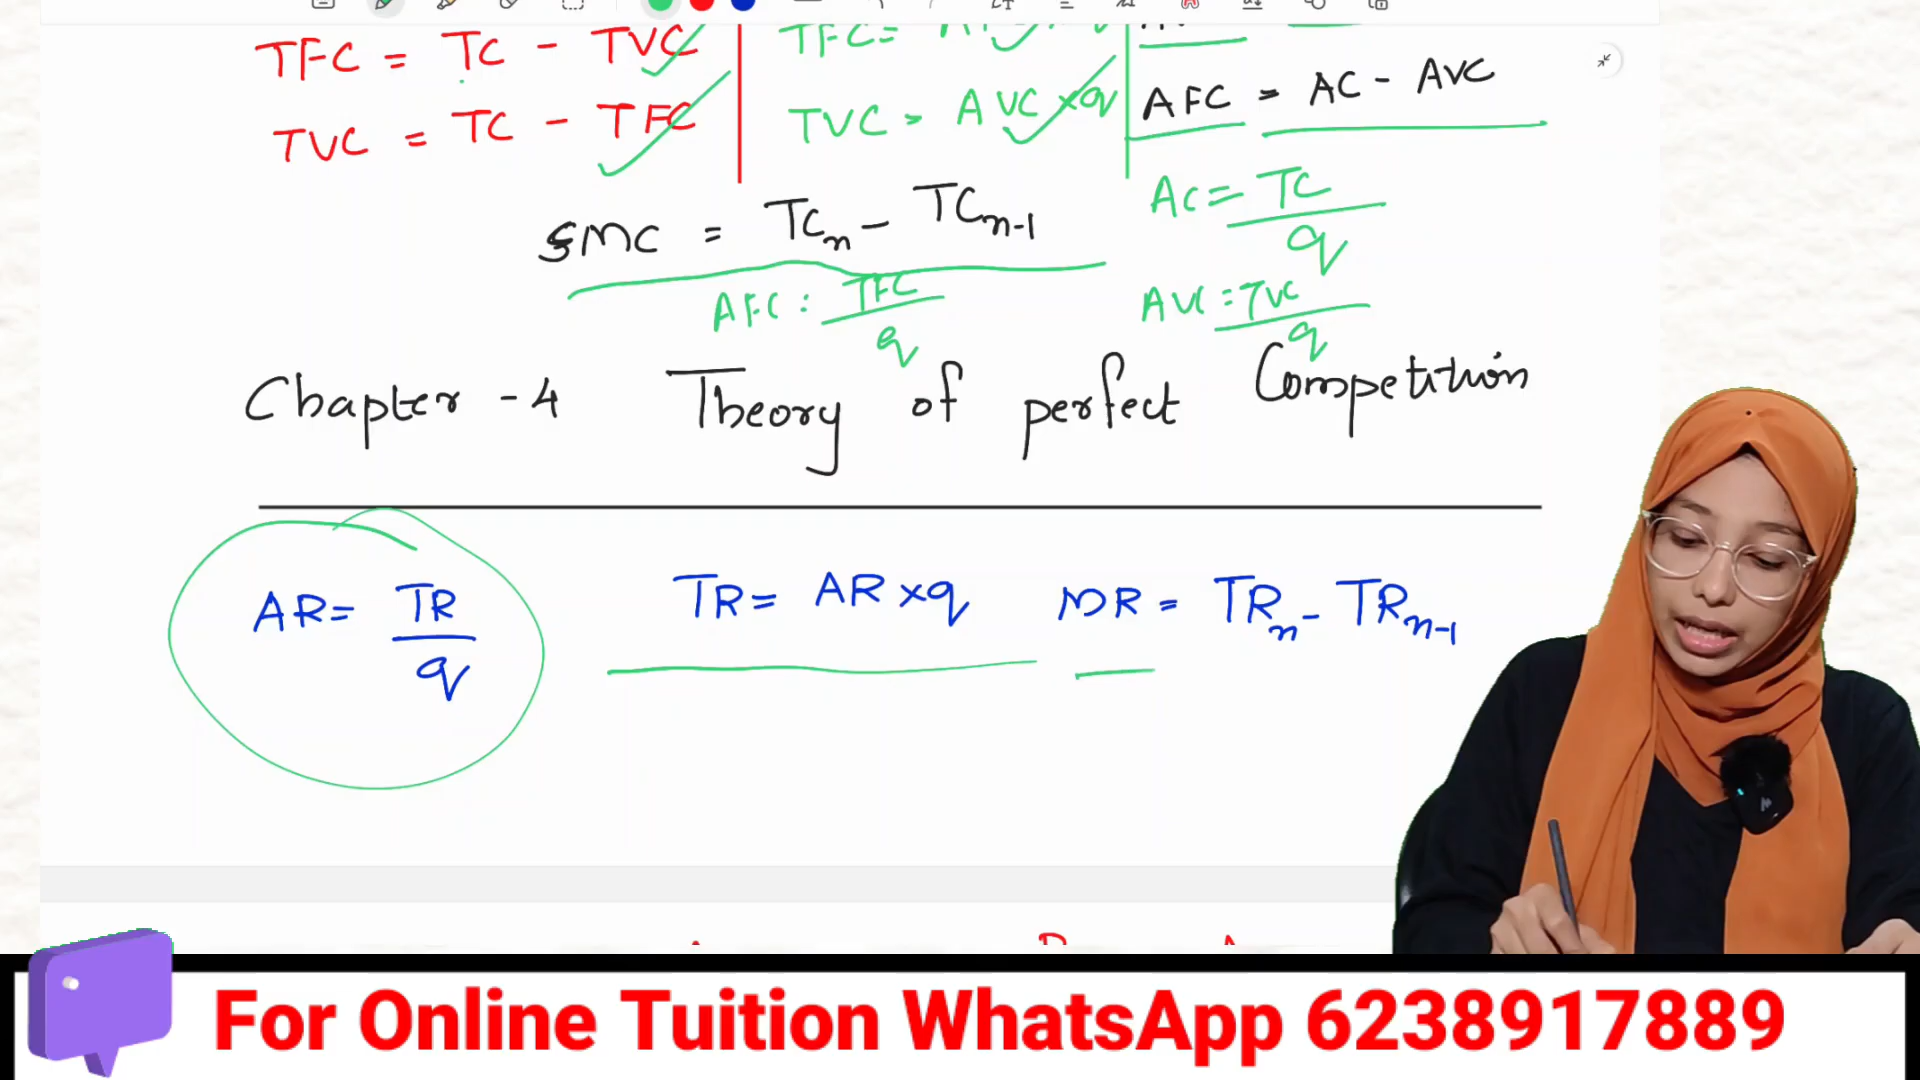 TFC = TC - TVC
TVC = TC - TFC
TFC =
TVC = AVC × q
AFC = AC - AVC
SMC = TCn - TCn-1
AC = TC / q
AFC : TFC / q
AVC = TVC / q
Chapter - 4 Theory of perfect Competition
AR = TR / q
TR = AR × q
MR = TRn - TRn-1
For Online Tuition WhatsApp 6238917889